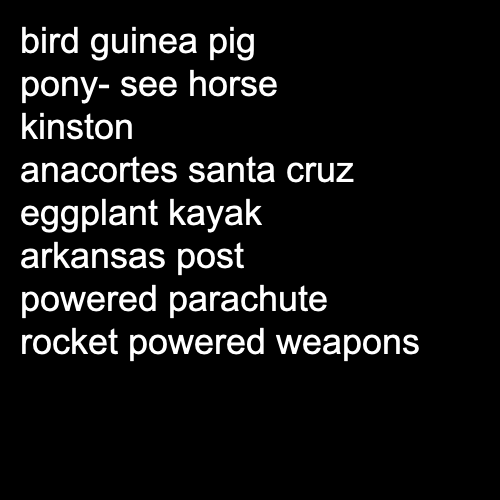 bird guinea pig
pony- see horse
kinston
anacortes santa cruz
eggplant kayak
arkansas post
powered parachute
rocket powered weapons